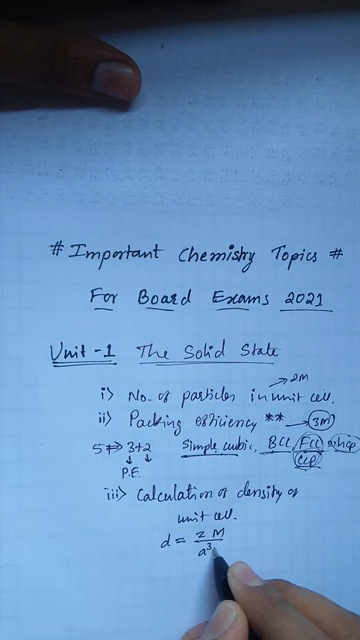 # Important Chemistry Topics #
For Board Exams 2021
Unit-1 The Solid State
i) No. of particles in unit cell. → 2M
ii) Packing efficiency ** → 3M
5 ⇒ 3+2 Simple cubic, BCC, FCC hcp
P.E. ccp
iii) Calculation of density of
unit cell.
d = Z M
a³